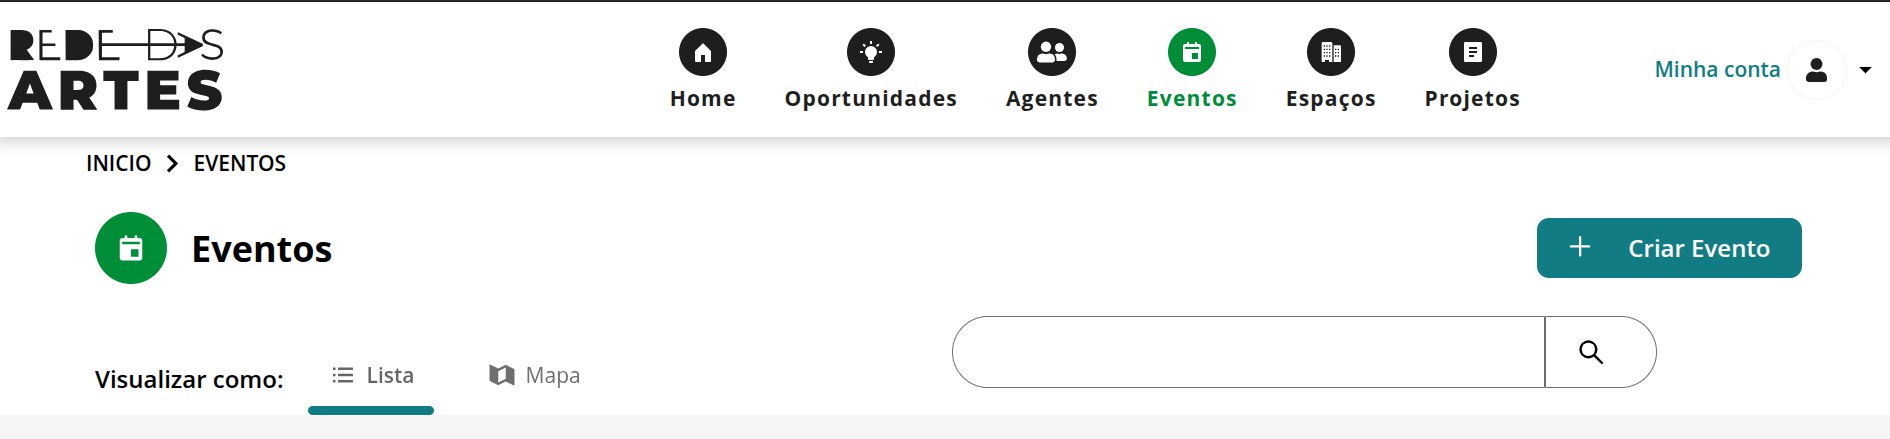 REDE DAS
ARTES
Home Oportunidades Agentes Eventos Espaços Projetos
Minha conta
INICIO EVENTOS
Eventos
Criar Evento
Visualizar como: Lista Mapa